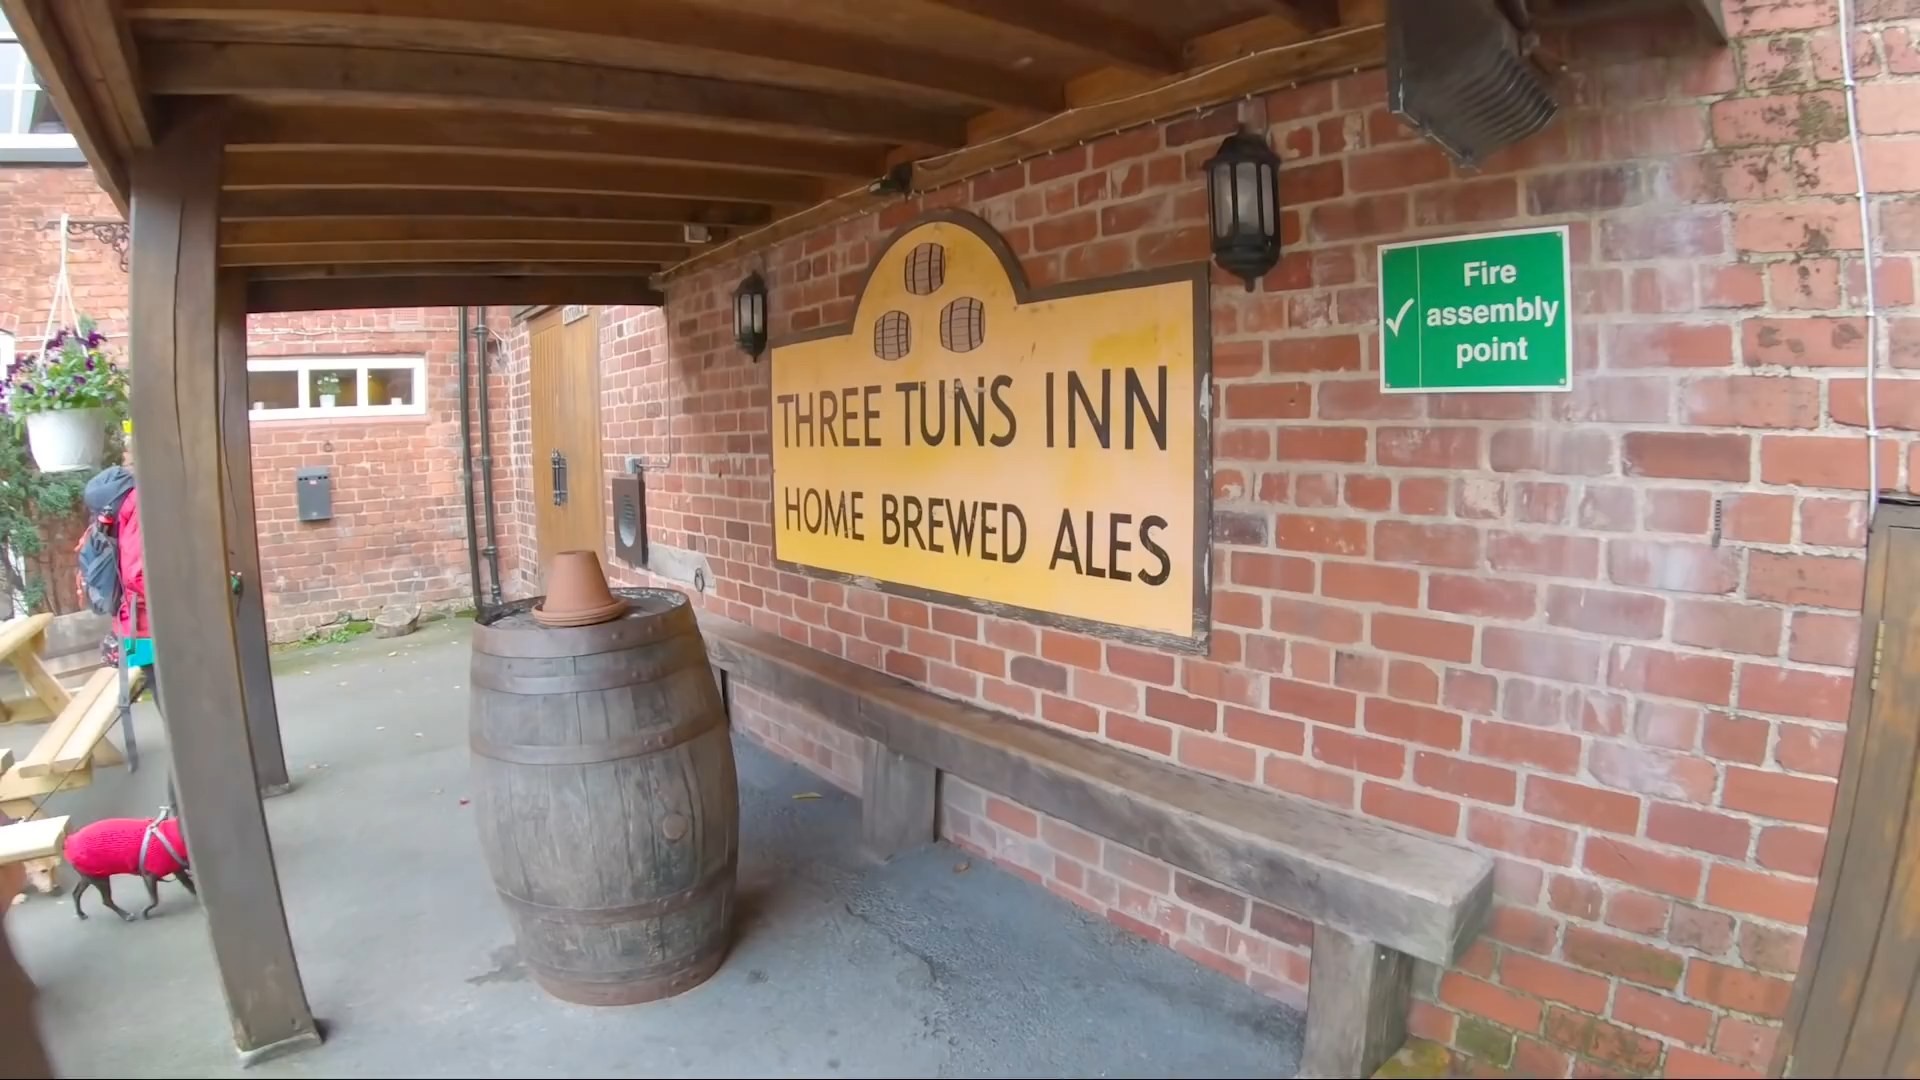 THREE TUNS INN
HOME BREWED ALES
Fire
assembly
point